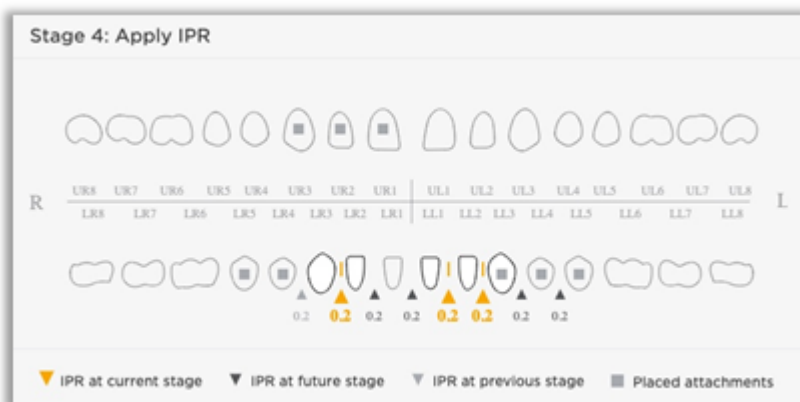 Stage 4: Apply IPR
R UR8 UR7 UR6 UR5 UR4 UR3 UR2 UR1 UL1 UL2 UL3 UL4 UL5 UL6 UL7 UL8 L
LR8 LR7 LR6 LR5 LR4 LR3 LR2 LR1 LL1 LL2 LL3 LL4 LL5 LL6 LL7 LL8
0.2 0.2 0.2 0.2 0.2 0.2 0.2 0.2
IPR at current stage IPR at future stage IPR at previous stage Placed attachments